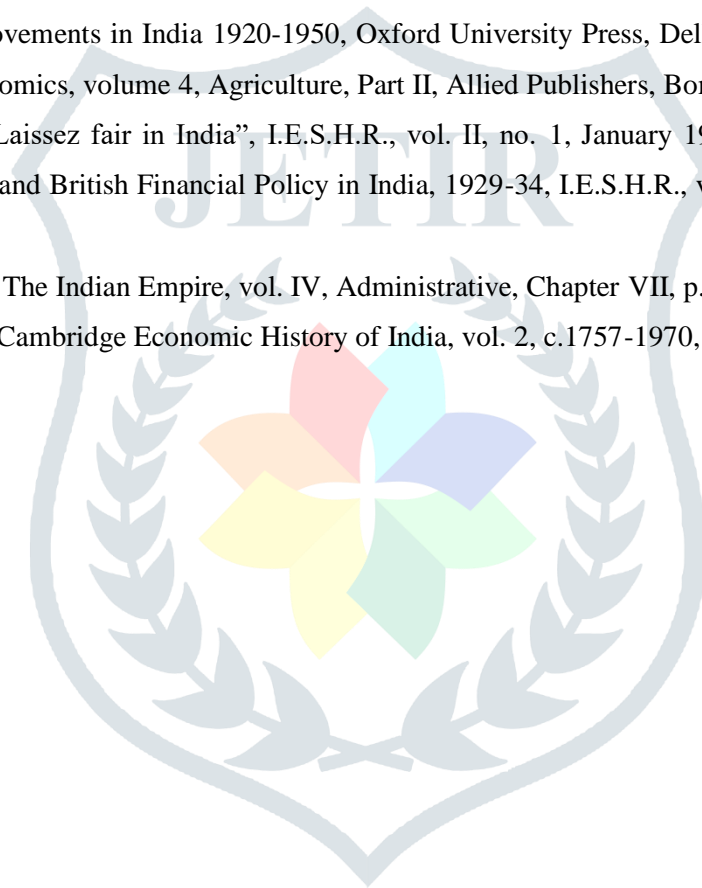 ovements in India 1920-1950, Oxford University Press, Del
omics, volume 4, Agriculture, Part II, Allied Publishers, Bo
Laissez fair in India”, I.E.S.H.R., vol. II, no. 1, January 19
and British Financial Policy in India, 1929-34, I.E.S.H.R., v
JETIR
The Indian Empire, vol. IV, Administrative, Chapter VII, p.
Cambridge Economic History of India, vol. 2, c.1757-1970,